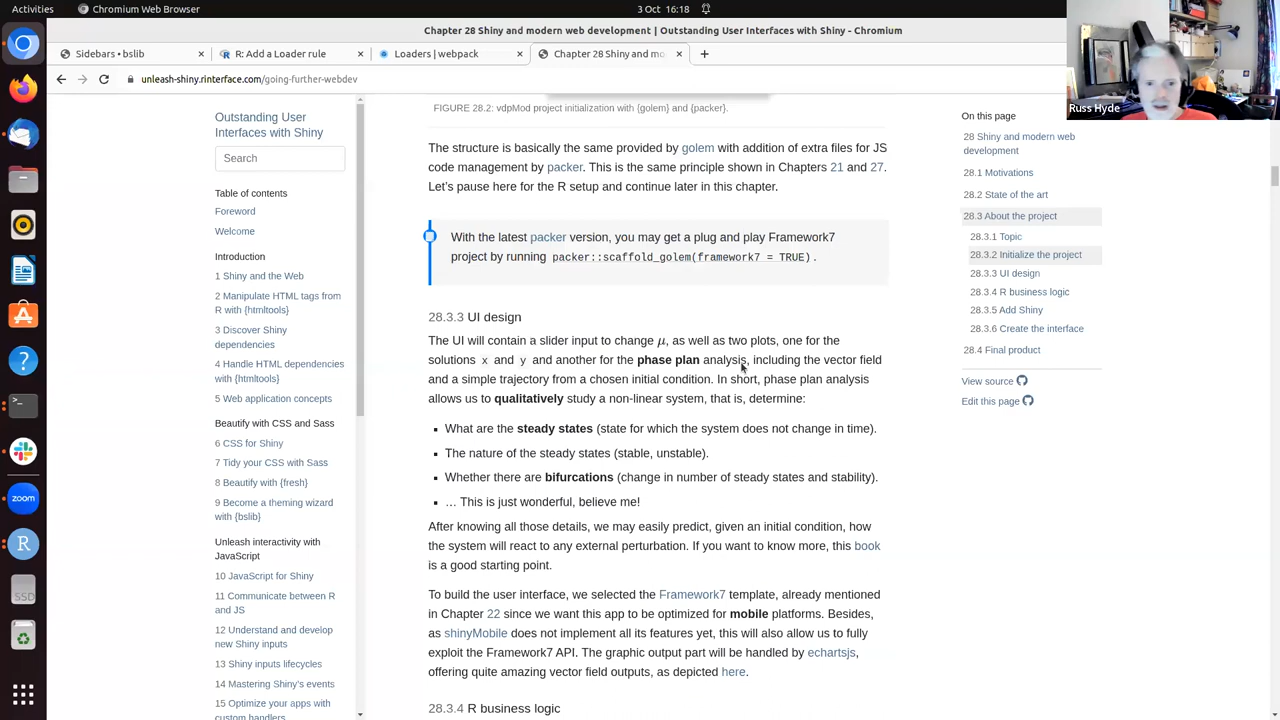 Activities
Chromium Web Browser
3 Oct 16:18
Chapter 28 Shiny and modern web development | Outstanding User Interfaces with Shiny - Chromium
Sidebars • bslib
R: Add a Loader rule
Loaders | webpack
Chapter 28 Shiny and mo
unleash-shiny.rinterface.com/going-further-webdev
Russ Hyde
Outstanding User
Interfaces with Shiny
Search
Table of contents
Foreword
Welcome
Introduction
1 Shiny and the Web
2 Manipulate HTML tags from
R with {htmltools}
3 Discover Shiny
dependencies
4 Handle HTML dependencies
with {htmltools}
5 Web application concepts
Beautify with CSS and Sass
6 CSS for Shiny
7 Tidy your CSS with Sass
8 Beautify with {fresh}
9 Become a theming wizard
with {bslib}
Unleash interactivity with
JavaScript
10 JavaScript for Shiny
11 Communicate between R
and JS
12 Understand and develop
new Shiny inputs
13 Shiny inputs lifecycles
14 Mastering Shiny's events
15 Optimize your apps with
custom handlers
FIGURE 28.2: vdpMod project initialization with {golem} and {packer}.
The structure is basically the same provided by golem with addition of extra files for JS
code management by packer. This is the same principle shown in Chapters 21 and 27.
Let's pause here for the R setup and continue later in this chapter.
With the latest packer version, you may get a plug and play Framework7
project by running packer::scaffold_golem(framework7 = TRUE) .
28.3.3 UI design
The UI will contain a slider input to change μ, as well as two plots, one for the
solutions x and y and another for the phase plan analysis, including the vector field
and a simple trajectory from a chosen initial condition. In short, phase plan analysis
allows us to qualitatively study a non-linear system, that is, determine:
▪ What are the steady states (state for which the system does not change in time).
▪ The nature of the steady states (stable, unstable).
▪ Whether there are bifurcations (change in number of steady states and stability).
▪ … This is just wonderful, believe me!
After knowing all those details, we may easily predict, given an initial condition, how
the system will react to any external perturbation. If you want to know more, this book
is a good starting point.
To build the user interface, we selected the Framework7 template, already mentioned
in Chapter 22 since we want this app to be optimized for mobile platforms. Besides,
as shinyMobile does not implement all its features yet, this will also allow us to fully
exploit the Framework7 API. The graphic output part will be handled by echartsjs,
offering quite amazing vector field outputs, as depicted here.
28.3.4 R business logic
On this page
28 Shiny and modern web
development
28.1 Motivations
28.2 State of the art
28.3 About the project
28.3.1 Topic
28.3.2 Initialize the project
28.3.3 UI design
28.3.4 R business logic
28.3.5 Add Shiny
28.3.6 Create the interface
28.4 Final product
View source
Edit this page
zoom
R
SSD